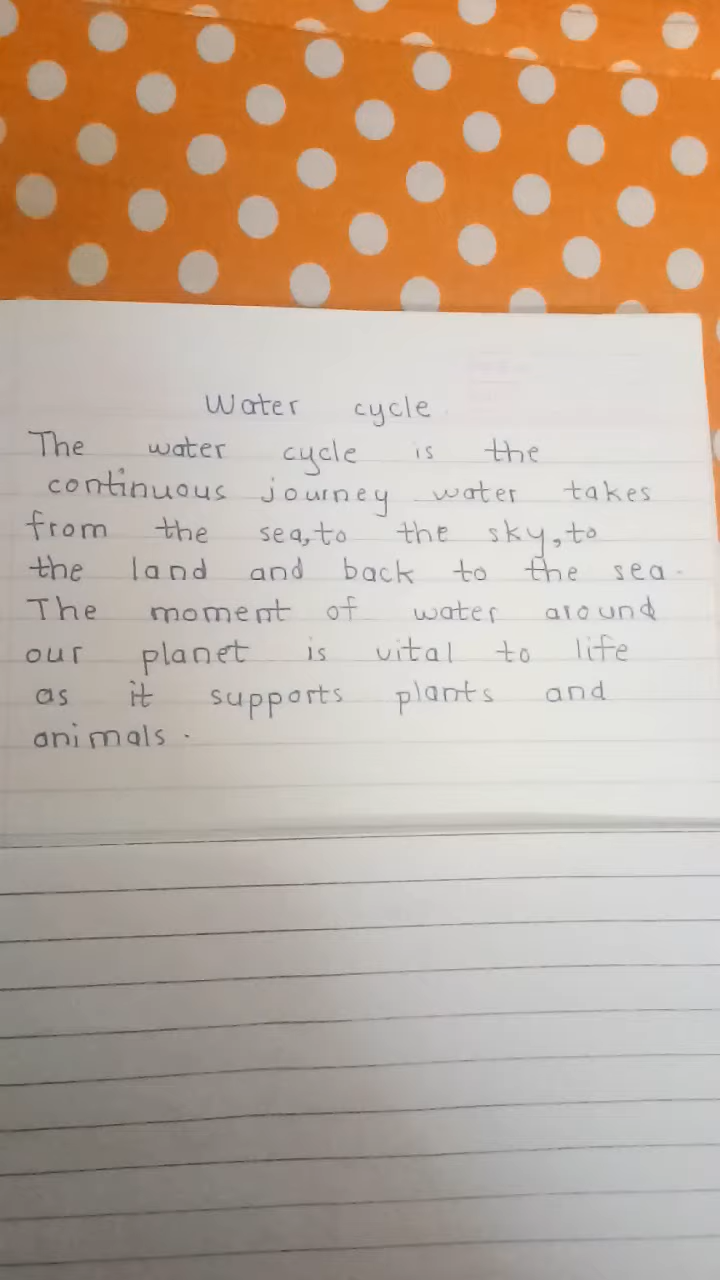 Water cycle
The water cycle is the
continuous journey water takes
from the sea,to the sky,to
the land and back to the sea.
The moment of water around
our planet is vital to life
as it supports plants and
animals.